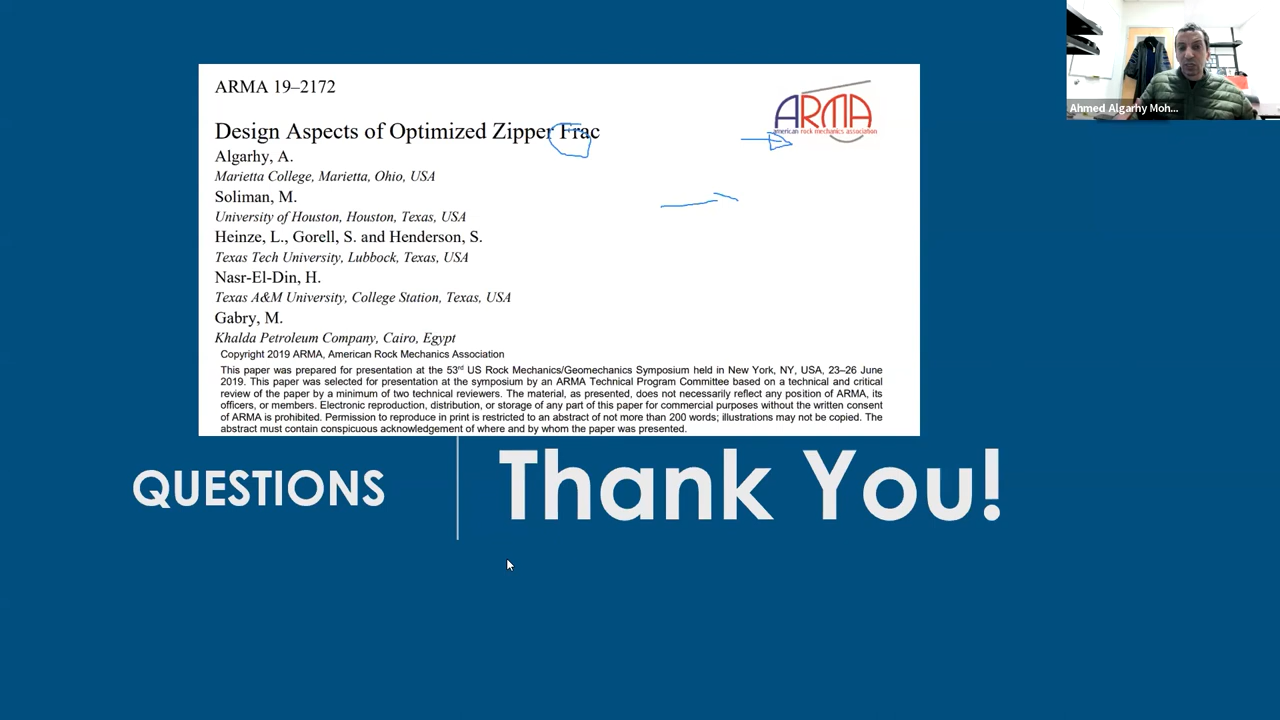 ARMA 19–2172
ARMA
american rock mechanics association
Design Aspects of Optimized Zipper Frac
Algarhy, A.
Marietta College, Marietta, Ohio, USA
Soliman, M.
University of Houston, Houston, Texas, USA
Heinze, L., Gorell, S. and Henderson, S.
Texas Tech University, Lubbock, Texas, USA
Nasr-El-Din, H.
Texas A&M University, College Station, Texas, USA
Gabry, M.
Khalda Petroleum Company, Cairo, Egypt
Copyright 2019 ARMA, American Rock Mechanics Association
This paper was prepared for presentation at the 53rd US Rock Mechanics/Geomechanics Symposium held in New York, NY, USA, 23–26 June
2019. This paper was selected for presentation at the symposium by an ARMA Technical Program Committee based on a technical and critical
review of the paper by a minimum of two technical reviewers. The material, as presented, does not necessarily reflect any position of ARMA, its
officers, or members. Electronic reproduction, distribution, or storage of any part of this paper for commercial purposes without the written consent
of ARMA is prohibited. Permission to reproduce in print is restricted to an abstract of not more than 200 words; illustrations may not be copied. The
abstract must contain conspicuous acknowledgement of where and by whom the paper was presented.
QUESTIONS
Thank You!
Ahmed Algarhy Moh...